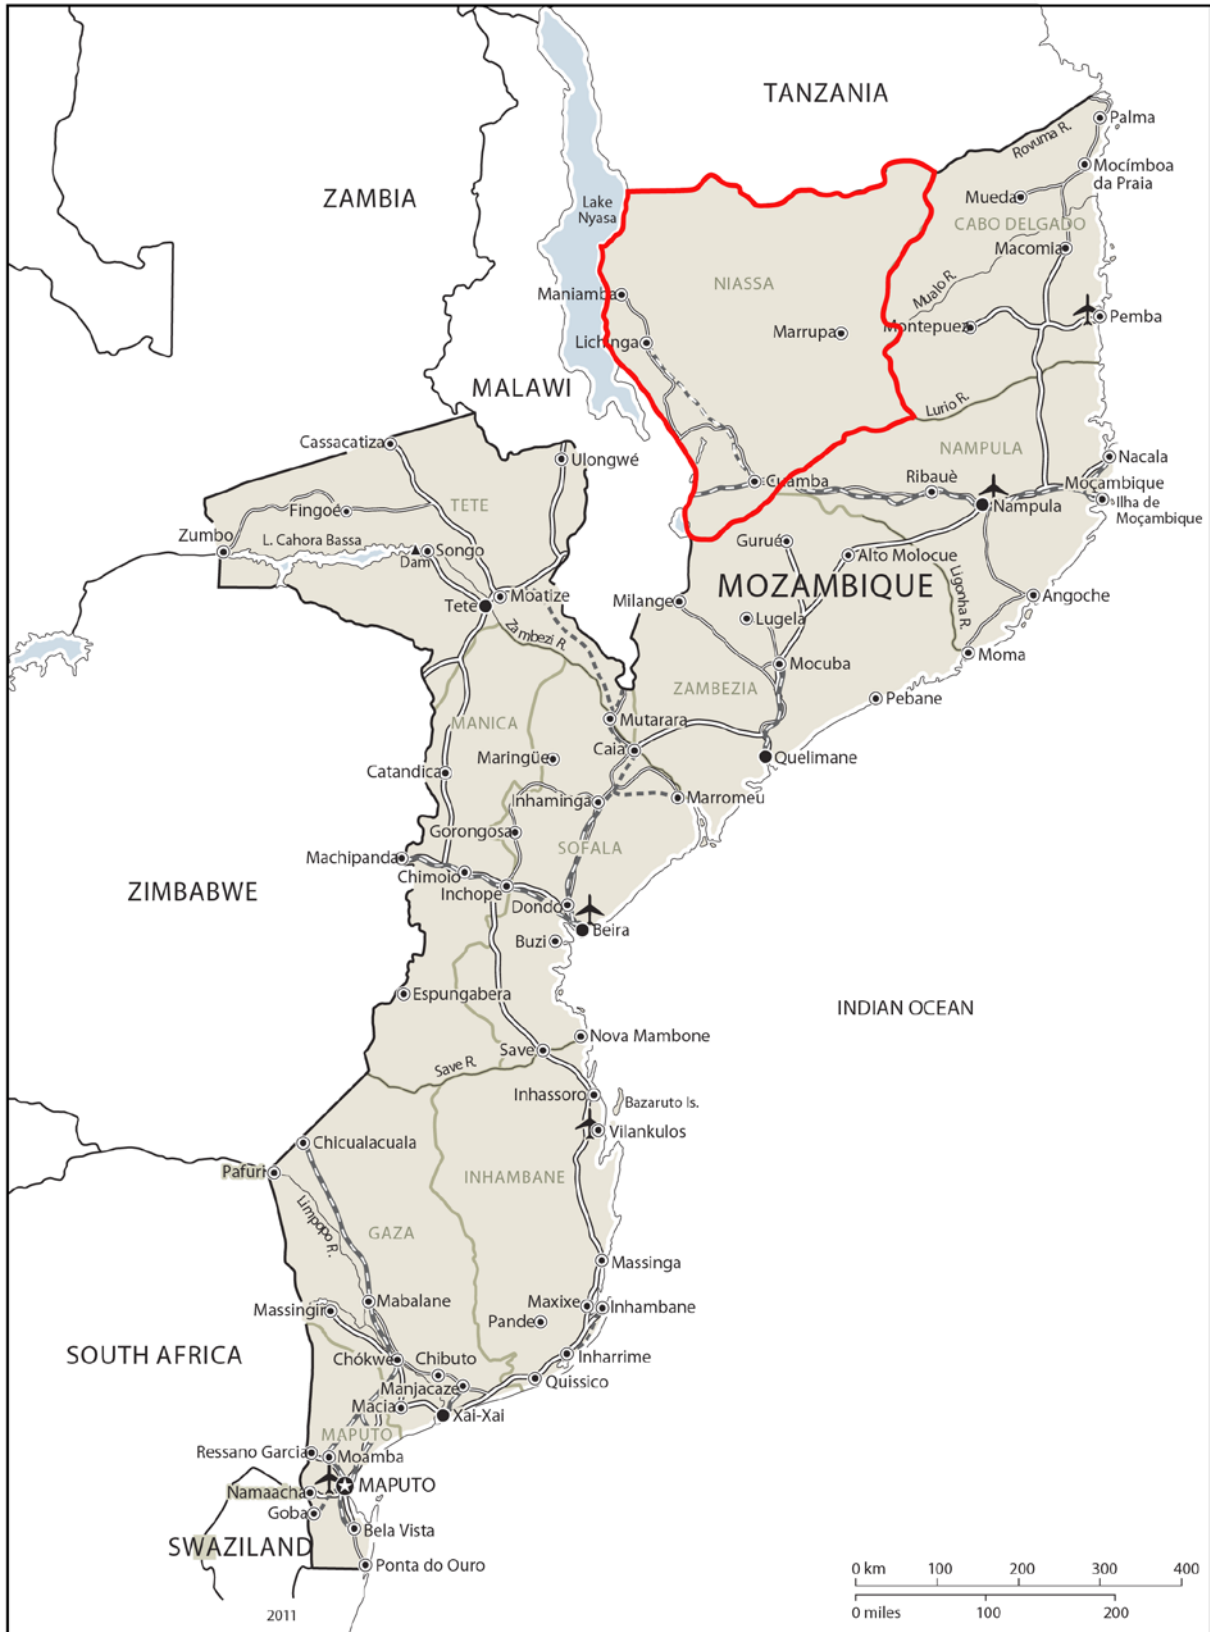 TANZANIA
Palma
Rovuma R.
Mocímboa
da Praia
ZAMBIA
Lake
Nyasa
Mueda
CABO DELGADO
Macomia
NIASSA
Mualo R.
Maniamba
Pemba
Marrupa
Montepuez
Lichinga
MALAWI
Lurio R.
Cassacatiza
NAMPULA
Ulongwé
Nacala
Cuamba
Ribauè
Moçambique
TETE
Fingoé
Nampula
Ilha de
Moçambique
Zumbo
L. Cahora Bassa
Songo
Dam
Gurué
Alto Molocue
MOZAMBIQUE
Ligonha R.
Moatize
Tete
Milange
Angoche
Lugela
Zambezi R.
Moma
Mocuba
ZAMBEZIA
Pebane
MANICA
Mutarara
Caia
Maringüe
Quelimane
Catandica
Inhaminga
Marromeu
Gorongosa
SOFALA
Machipanda
Chimoio
ZIMBABWE
Inchope
Dondo
Beira
Buzi
Espungabera
INDIAN OCEAN
Nova Mambone
Save
Save R.
Inhassoro
Bazaruto Is.
Vilankulos
Chicualacuala
Pafuri
INHAMBANE
Limpopo R.
GAZA
Massinga
Mabalane
Massingir
Maxixe
Inhambane
Pande
SOUTH AFRICA
Chókwe
Chibuto
Inharrime
Manjacaze
Quissico
Macia
Xai-Xai
MAPUTO
Ressano Garcia
Moamba
MAPUTO
Namaacha
Goba
Bela Vista
SWAZILAND
Ponta do Ouro
0 km 100 200 300 400
0 miles 100 200
2011